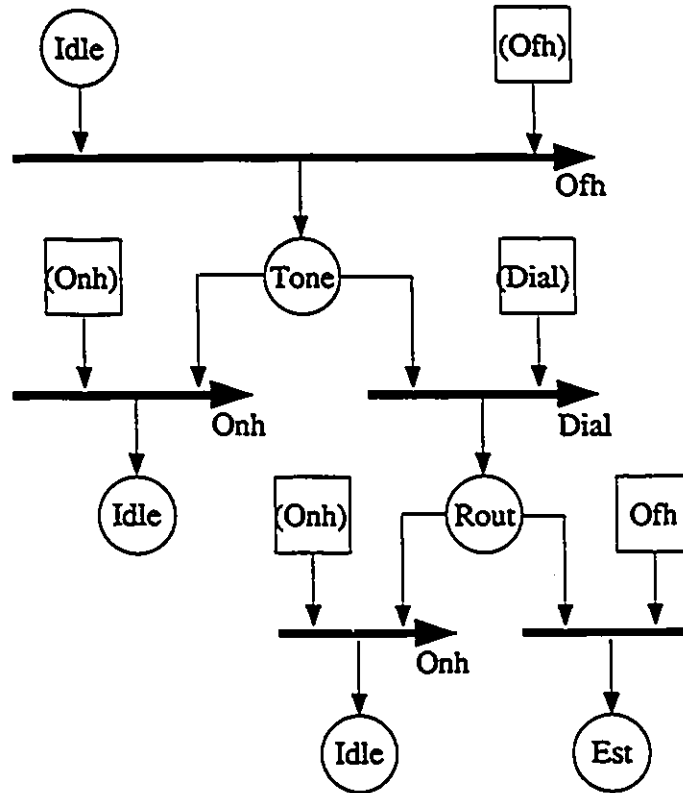 Idle
(Ofh)
Ofh
(Onh)
Tone
(Dial)
Onh
Dial
Idle
(Onh)
Rout
Ofh
Onh
Idle
Est